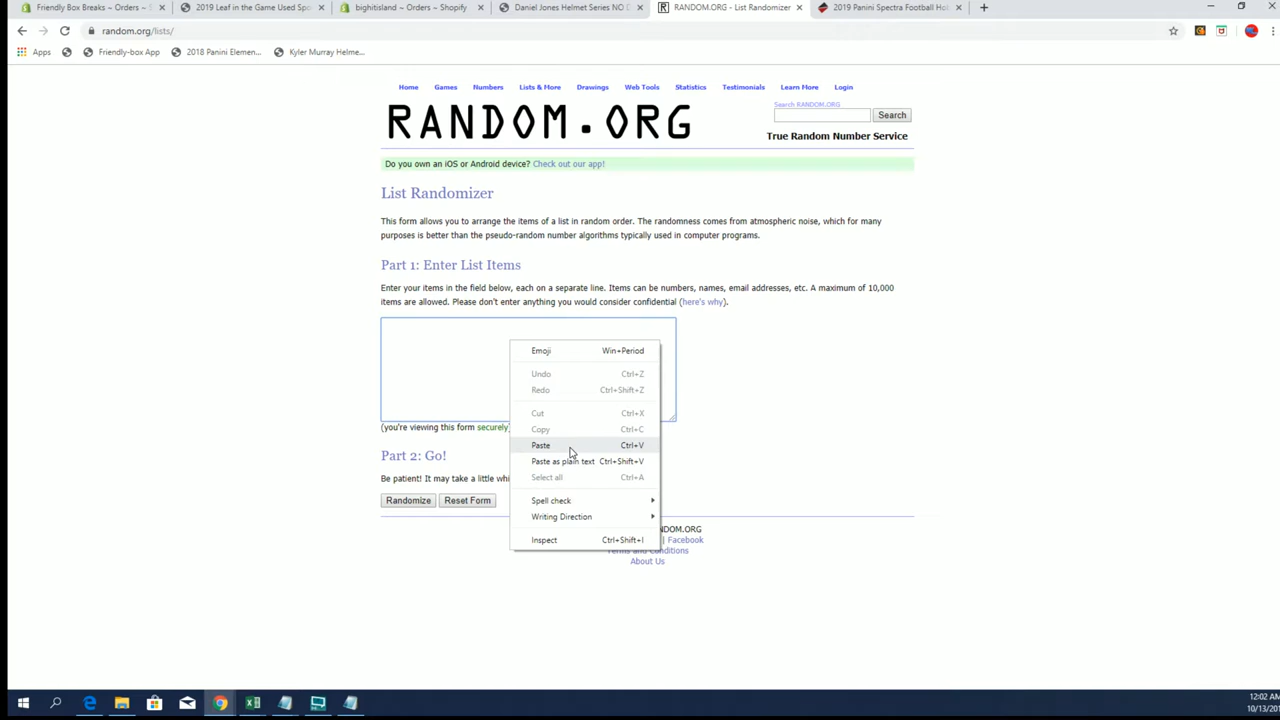 Friendly Box Breaks ~ Orders ~ S
2019 Leaf in the Game Used Spo
bighitisland ~ Orders ~ Shopify
Daniel Jones Helmet Series NO D
RANDOM.ORG - List Randomizer
2019 Panini Spectra Football Hob
random.org/lists/
Apps
Friendly-box App
2018 Panini Elemen...
Kyler Murray Helme...
Home Games Numbers Lists & More Drawings Web Tools Statistics Testimonials Learn More Login
RANDOM.ORG
Search RANDOM.ORG
Search
True Random Number Service
Do you own an iOS or Android device? Check out our app!
List Randomizer
This form allows you to arrange the items of a list in random order. The randomness comes from atmospheric noise, which for many
purposes is better than the pseudo-random number algorithms typically used in computer programs.
Part 1: Enter List Items
Enter your items in the field below, each on a separate line. Items can be numbers, names, email addresses, etc. A maximum of 10,000
items are allowed. Please don't enter anything you would consider confidential (here's why).
Emoji Win+Period
Undo Ctrl+Z
Redo Ctrl+Shift+Z
Cut Ctrl+X
Copy Ctrl+C
Paste Ctrl+V
Paste as plain text Ctrl+Shift+V
Select all Ctrl+A
Spell check
Writing Direction
Inspect Ctrl+Shift+I
(you're viewing this form securely)
Part 2: Go!
Be patient! It may take a little whi
Randomize Reset Form
NDOM.ORG
| Facebook
Terms and Conditions
About Us
12:02 AM
10/13/201